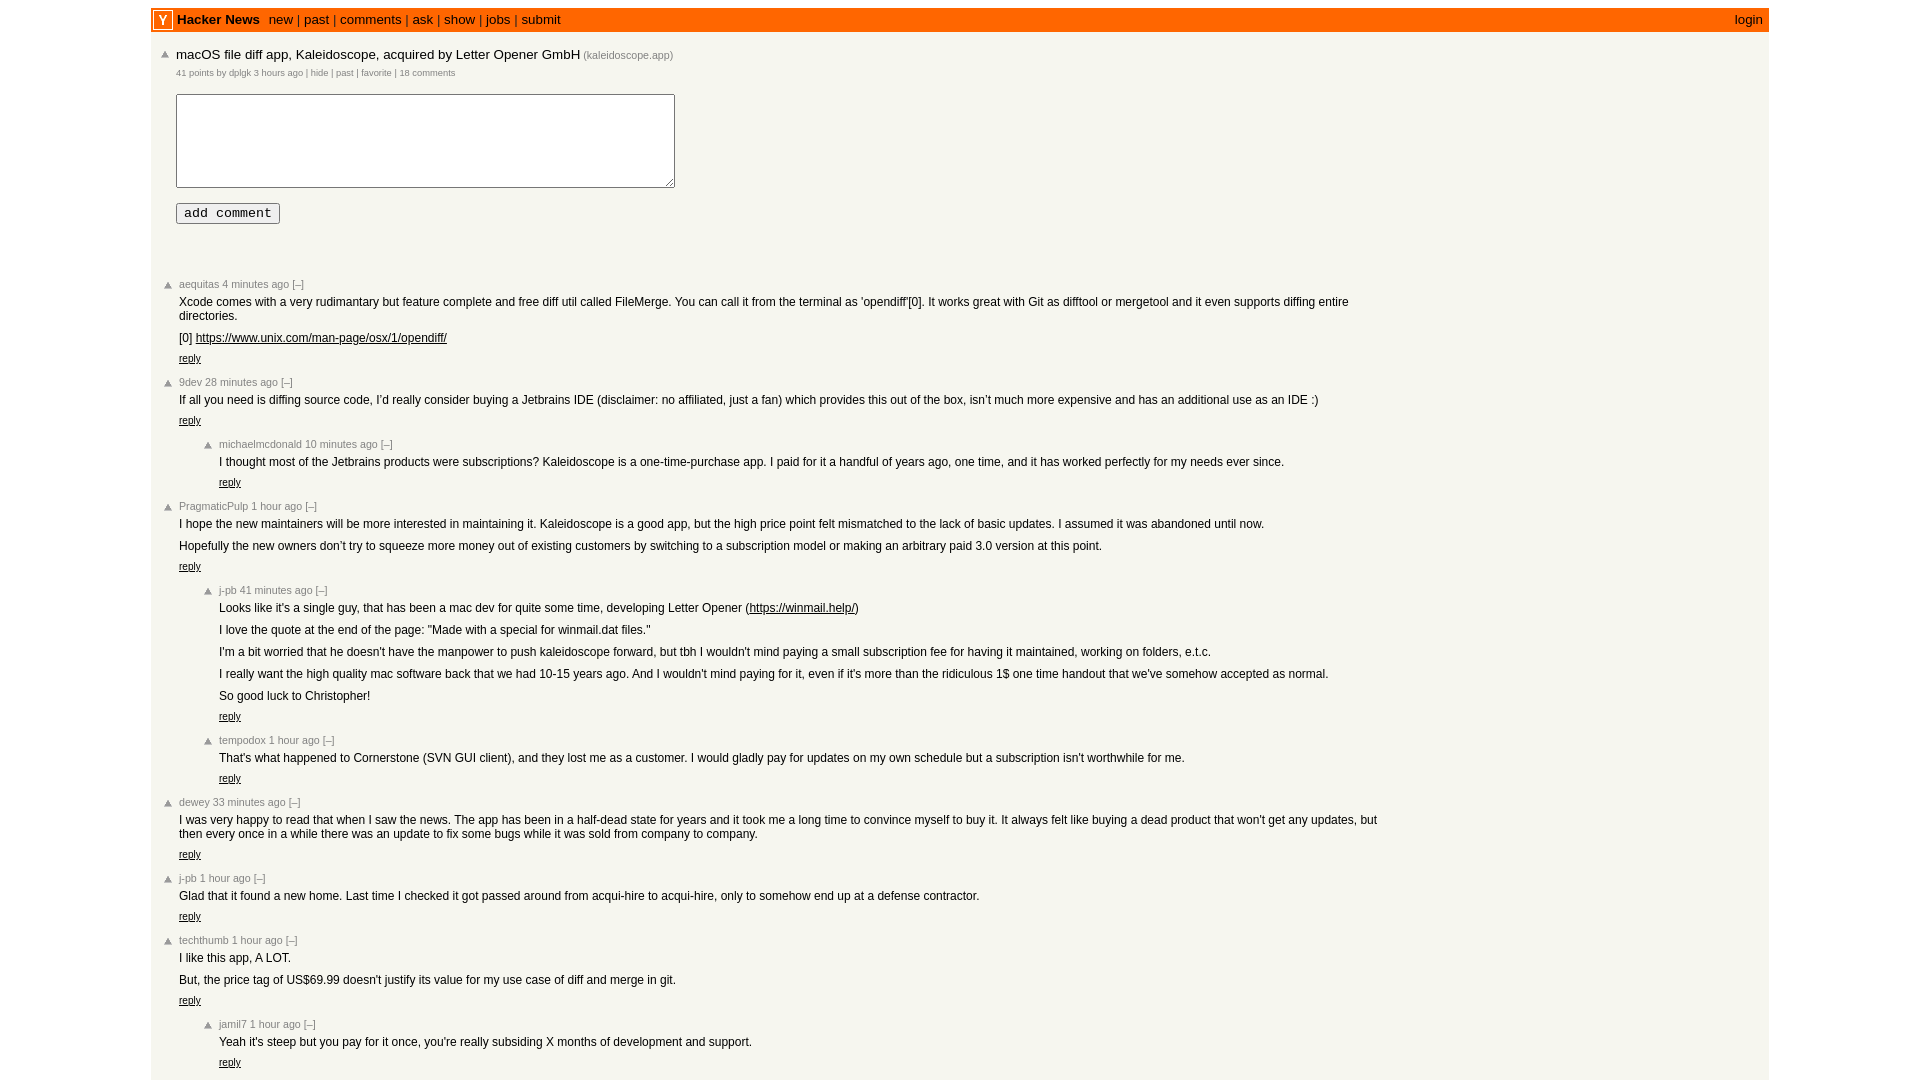 Y Hacker News new | past | comments | ask | show | jobs | submit login
macOS file diff app, Kaleidoscope, acquired by Letter Opener GmbH (kaleidoscope.app)
41 points by dplgk 3 hours ago | hide | past | favorite | 18 comments
add comment
aequitas 4 minutes ago [–]
Xcode comes with a very rudimantary but feature complete and free diff util called FileMerge. You can call it from the terminal as 'opendiff'[0]. It works great with Git as difftool or mergetool and it even supports diffing entire
directories.
[0] https://www.unix.com/man-page/osx/1/opendiff/
reply
9dev 28 minutes ago [–]
If all you need is diffing source code, I’d really consider buying a Jetbrains IDE (disclaimer: no affiliated, just a fan) which provides this out of the box, isn’t much more expensive and has an additional use as an IDE :)
reply
michaelmcdonald 10 minutes ago [–]
I thought most of the Jetbrains products were subscriptions? Kaleidoscope is a one-time-purchase app. I paid for it a handful of years ago, one time, and it has worked perfectly for my needs ever since.
reply
PragmaticPulp 1 hour ago [–]
I hope the new maintainers will be more interested in maintaining it. Kaleidoscope is a good app, but the high price point felt mismatched to the lack of basic updates. I assumed it was abandoned until now.
Hopefully the new owners don’t try to squeeze more money out of existing customers by switching to a subscription model or making an arbitrary paid 3.0 version at this point.
reply
j-pb 41 minutes ago [–]
Looks like it's a single guy, that has been a mac dev for quite some time, developing Letter Opener (https://winmail.help/)
I love the quote at the end of the page: "Made with a special for winmail.dat files."
I'm a bit worried that he doesn't have the manpower to push kaleidoscope forward, but tbh I wouldn't mind paying a small subscription fee for having it maintained, working on folders, e.t.c.
I really want the high quality mac software back that we had 10-15 years ago. And I wouldn't mind paying for it, even if it's more than the ridiculous 1$ one time handout that we've somehow accepted as normal.
So good luck to Christopher!
reply
tempodox 1 hour ago [–]
That's what happened to Cornerstone (SVN GUI client), and they lost me as a customer. I would gladly pay for updates on my own schedule but a subscription isn't worthwhile for me.
reply
dewey 33 minutes ago [–]
I was very happy to read that when I saw the news. The app has been in a half-dead state for years and it took me a long time to convince myself to buy it. It always felt like buying a dead product that won't get any updates, but
then every once in a while there was an update to fix some bugs while it was sold from company to company.
reply
j-pb 1 hour ago [–]
Glad that it found a new home. Last time I checked it got passed around from acqui-hire to acqui-hire, only to somehow end up at a defense contractor.
reply
techthumb 1 hour ago [–]
I like this app, A LOT.
But, the price tag of US$69.99 doesn't justify its value for my use case of diff and merge in git.
reply
jamil7 1 hour ago [–]
Yeah it's steep but you pay for it once, you're really subsiding X months of development and support.
reply